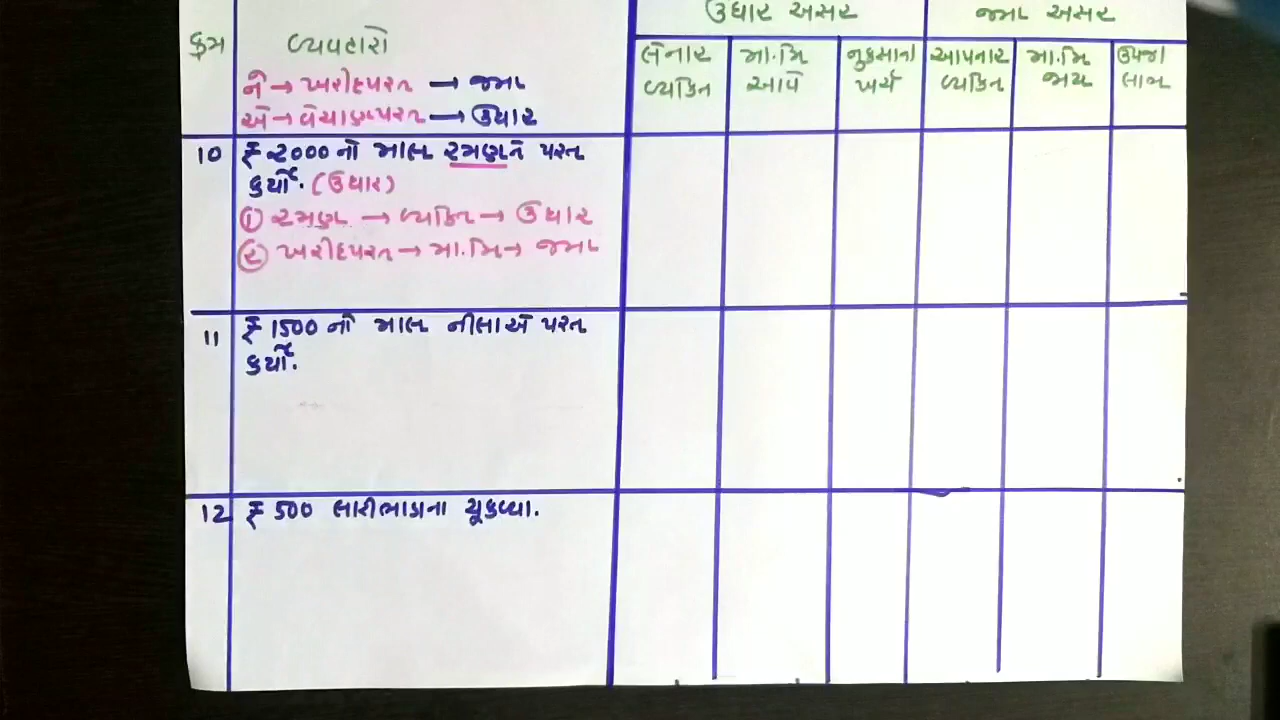 ઉધાર અસર જમા અસર
ક્રમ વ્યવહારો લેનાર વ્યક્તિ મા.મિ આવે નુકસાન ખર્ચ આપનાર વ્યક્તિ મા.મિ જાય ઉપજ લાભ
ને → ખરીદપરત → જમા
એ → વેચાણપરત → ઉધાર
10 ₹ 2000 નો માલ રમણને પરત
કર્યો. (ઉધાર)
① રમણ → વ્યક્તિ → ઉધાર
② ખરીદપરત → મા.મિ → જમા
11 ₹ 1500 નો માલ નીલાએ પરત
કર્યો.
12 ₹ 500 લારીભાડાના ચૂકવ્યા.